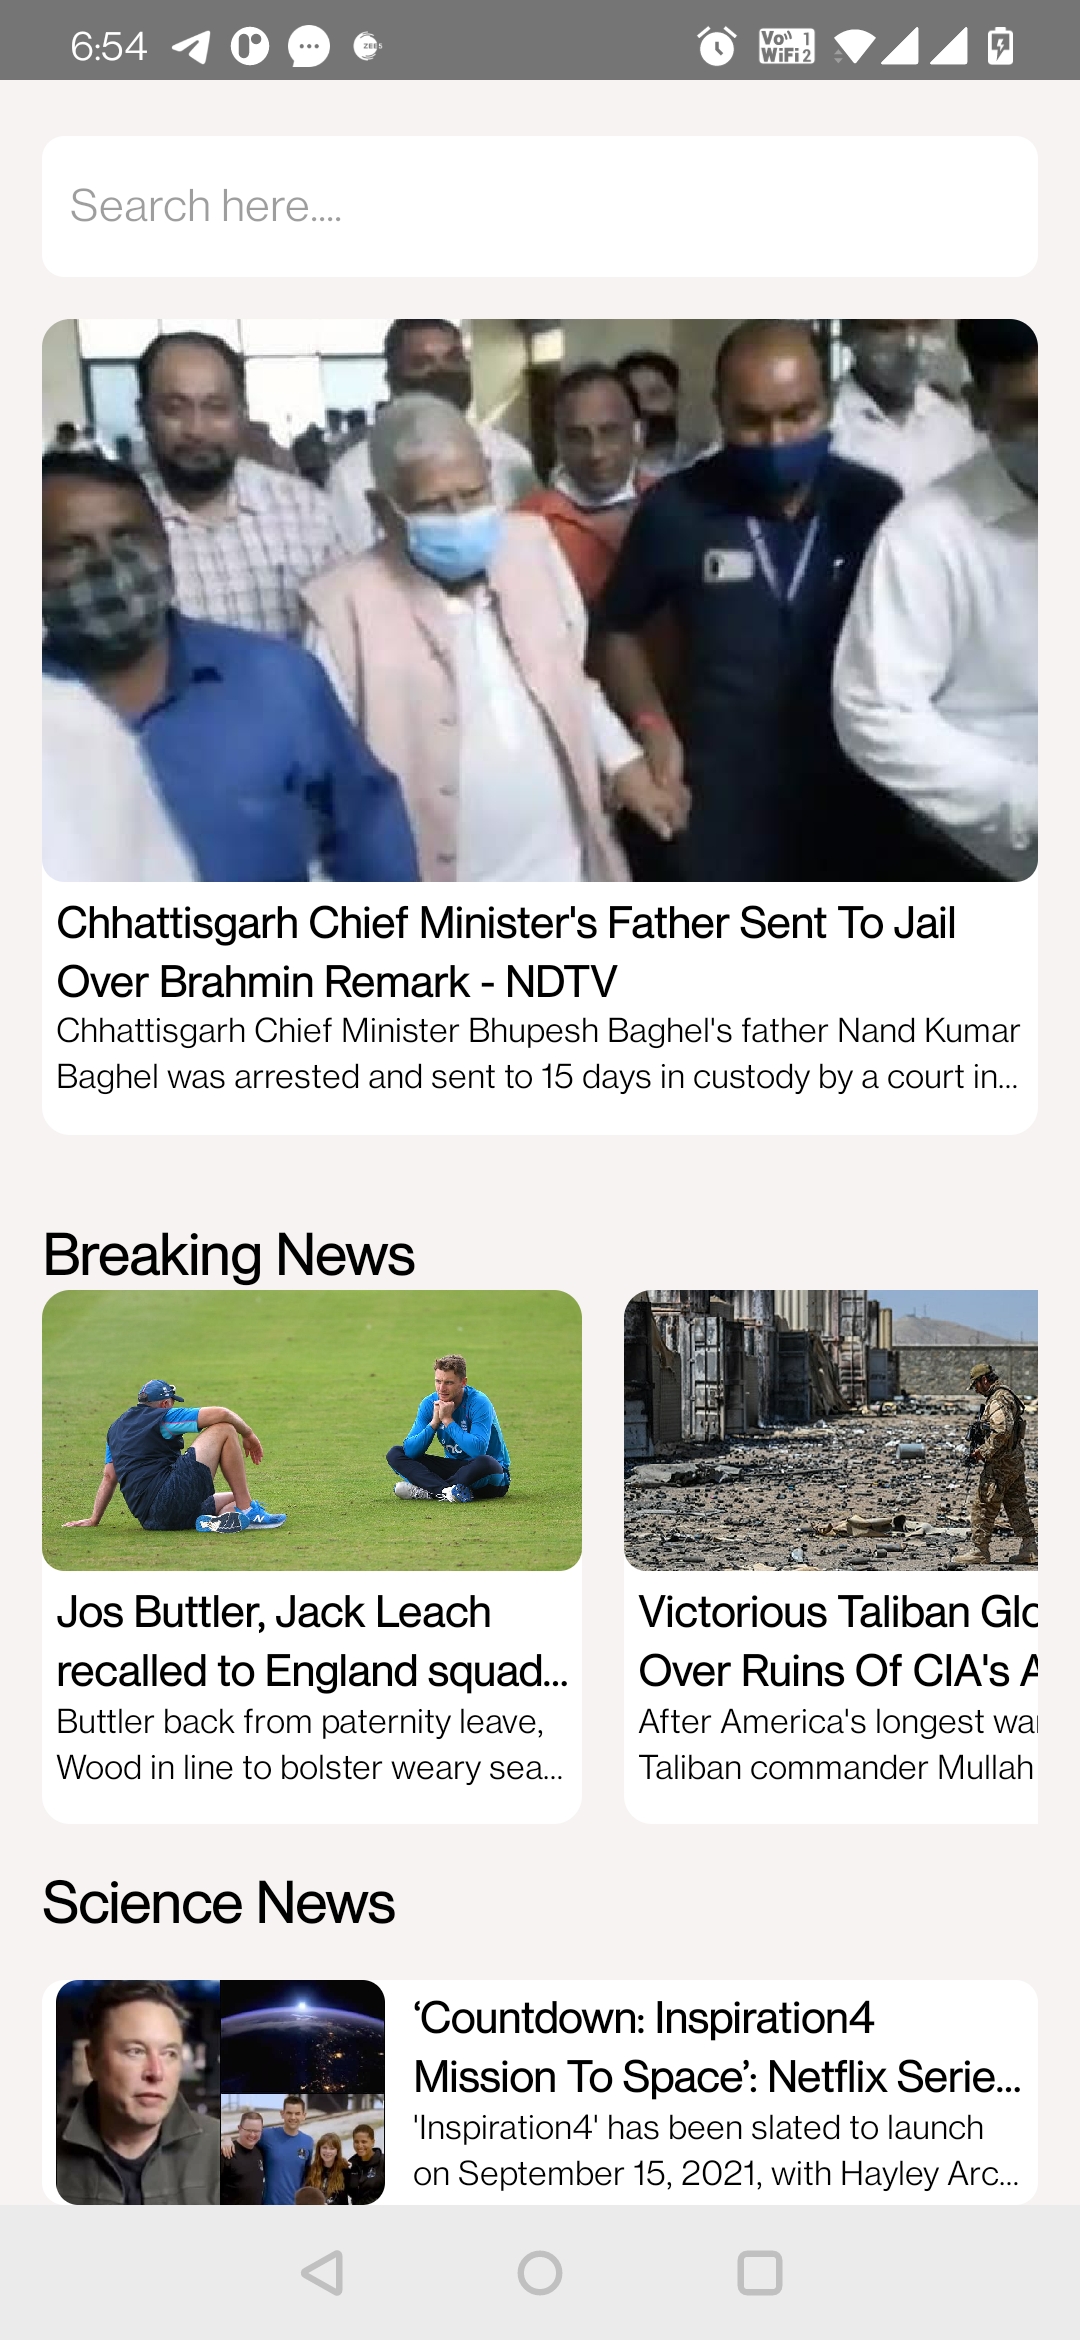 6:54
ZEE5
Vo)) 1
WiFi 2
Search here....
Chhattisgarh Chief Minister's Father Sent To Jail
Over Brahmin Remark - NDTV
Chhattisgarh Chief Minister Bhupesh Baghel's father Nand Kumar
Baghel was arrested and sent to 15 days in custody by a court in...
Breaking News
Jos Buttler, Jack Leach
recalled to England squad...
Buttler back from paternity leave,
Wood in line to bolster weary sea...
Victorious Taliban Glo
Over Ruins Of CIA's A
After America's longest war
Taliban commander Mullah
Science News
‘Countdown: Inspiration4
Mission To Space’: Netflix Serie...
'Inspiration4' has been slated to launch
on September 15, 2021, with Hayley Arc...